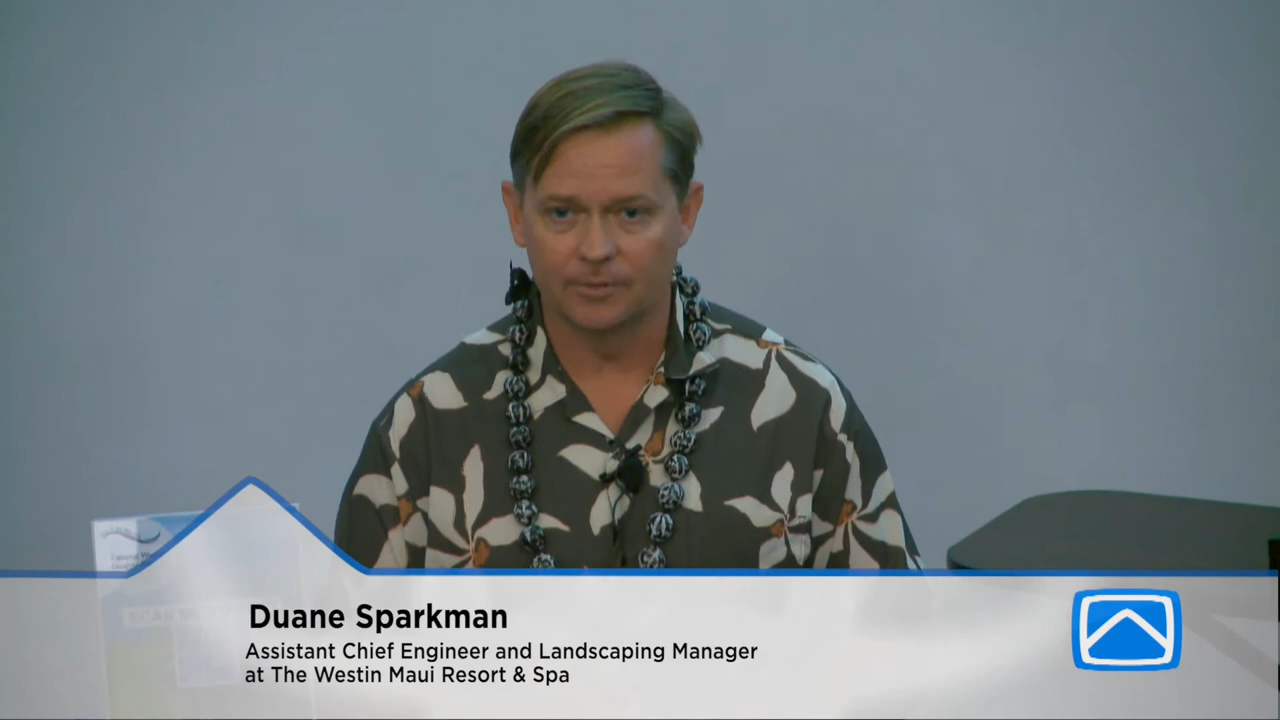 Duane Sparkman
Assistant Chief Engineer and Landscaping Manager
at The Westin Maui Resort & Spa